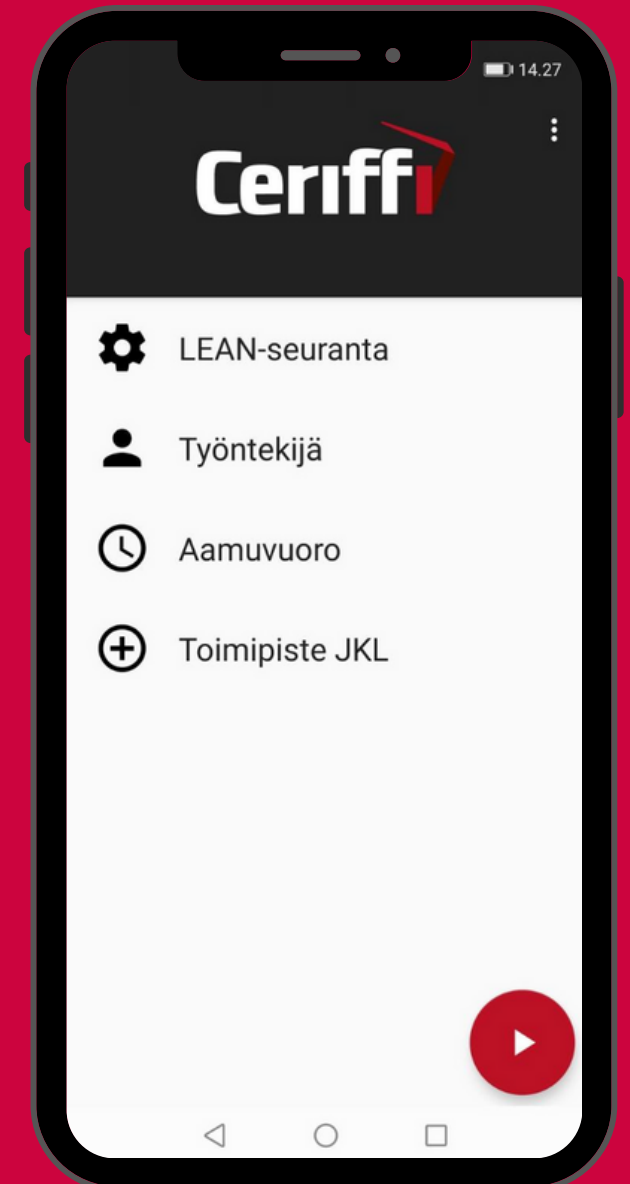 14.27
Ceriffi
LEAN-seuranta
Työntekijä
Aamuvuoro
Toimipiste JKL